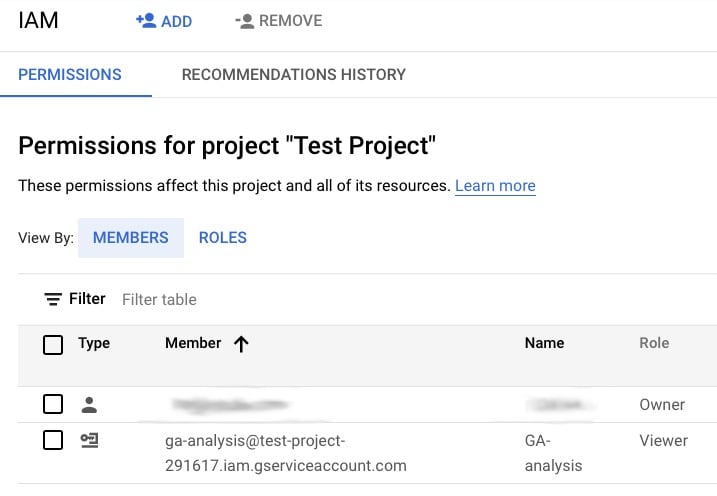 IAM ADD REMOVE
PERMISSIONS RECOMMENDATIONS HISTORY
Permissions for project "Test Project"
These permissions affect this project and all of its resources. Learn more
View By: MEMBERS ROLES
Filter Filter table
Type Member Name Role
Owner
ga-analysis@test-project- GA- Viewer
291617.iam.gserviceaccount.com analysis